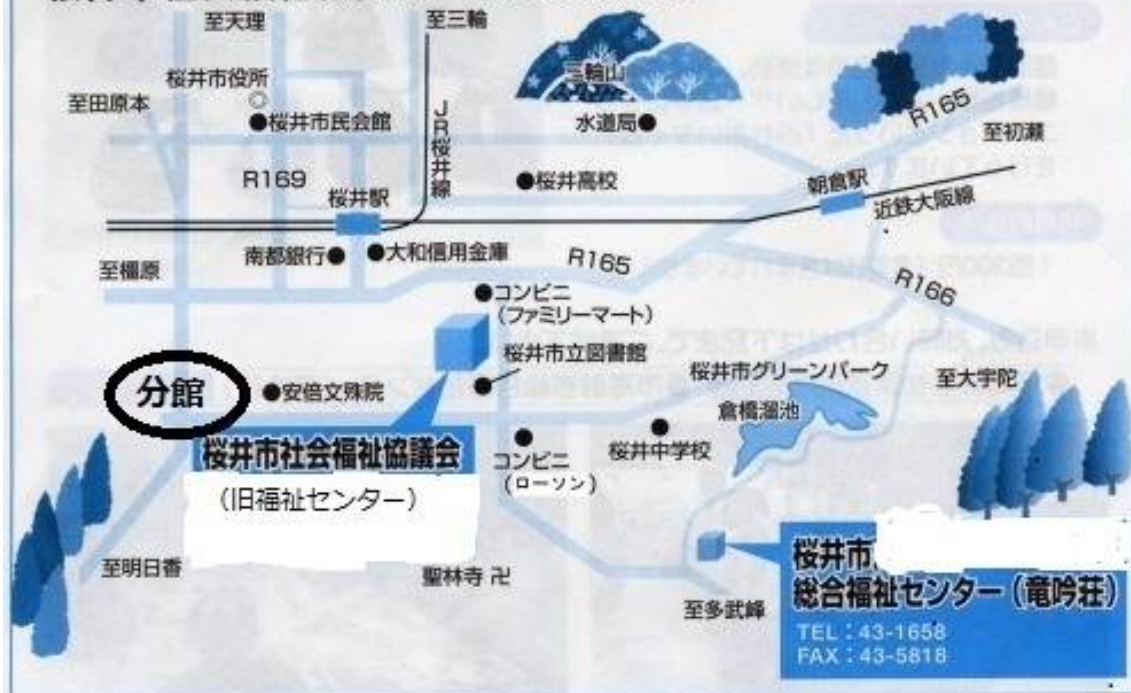 至天理
至三輪
桜井市役所
三輪山
R165
至田原本
桜井市民会館
JR桜井線
水道局
至初瀬
R169
桜井高校
朝倉駅
桜井駅
近鉄大阪線
南都銀行
大和信用金庫
R165
至橿原
R166
コンビニ
(ファミリーマート)
桜井市立図書館
桜井市グリーンパーク
至大宇陀
分館
安倍文殊院
倉橋溜池
桜井市社会福祉協議会
コンビニ
(ローソン)
桜井中学校
(旧福祉センター)
至明日香
聖林寺 卍
桜井市
総合福祉センター(竜吟荘)
至多武峰
TEL:43-1658
FAX:43-5818